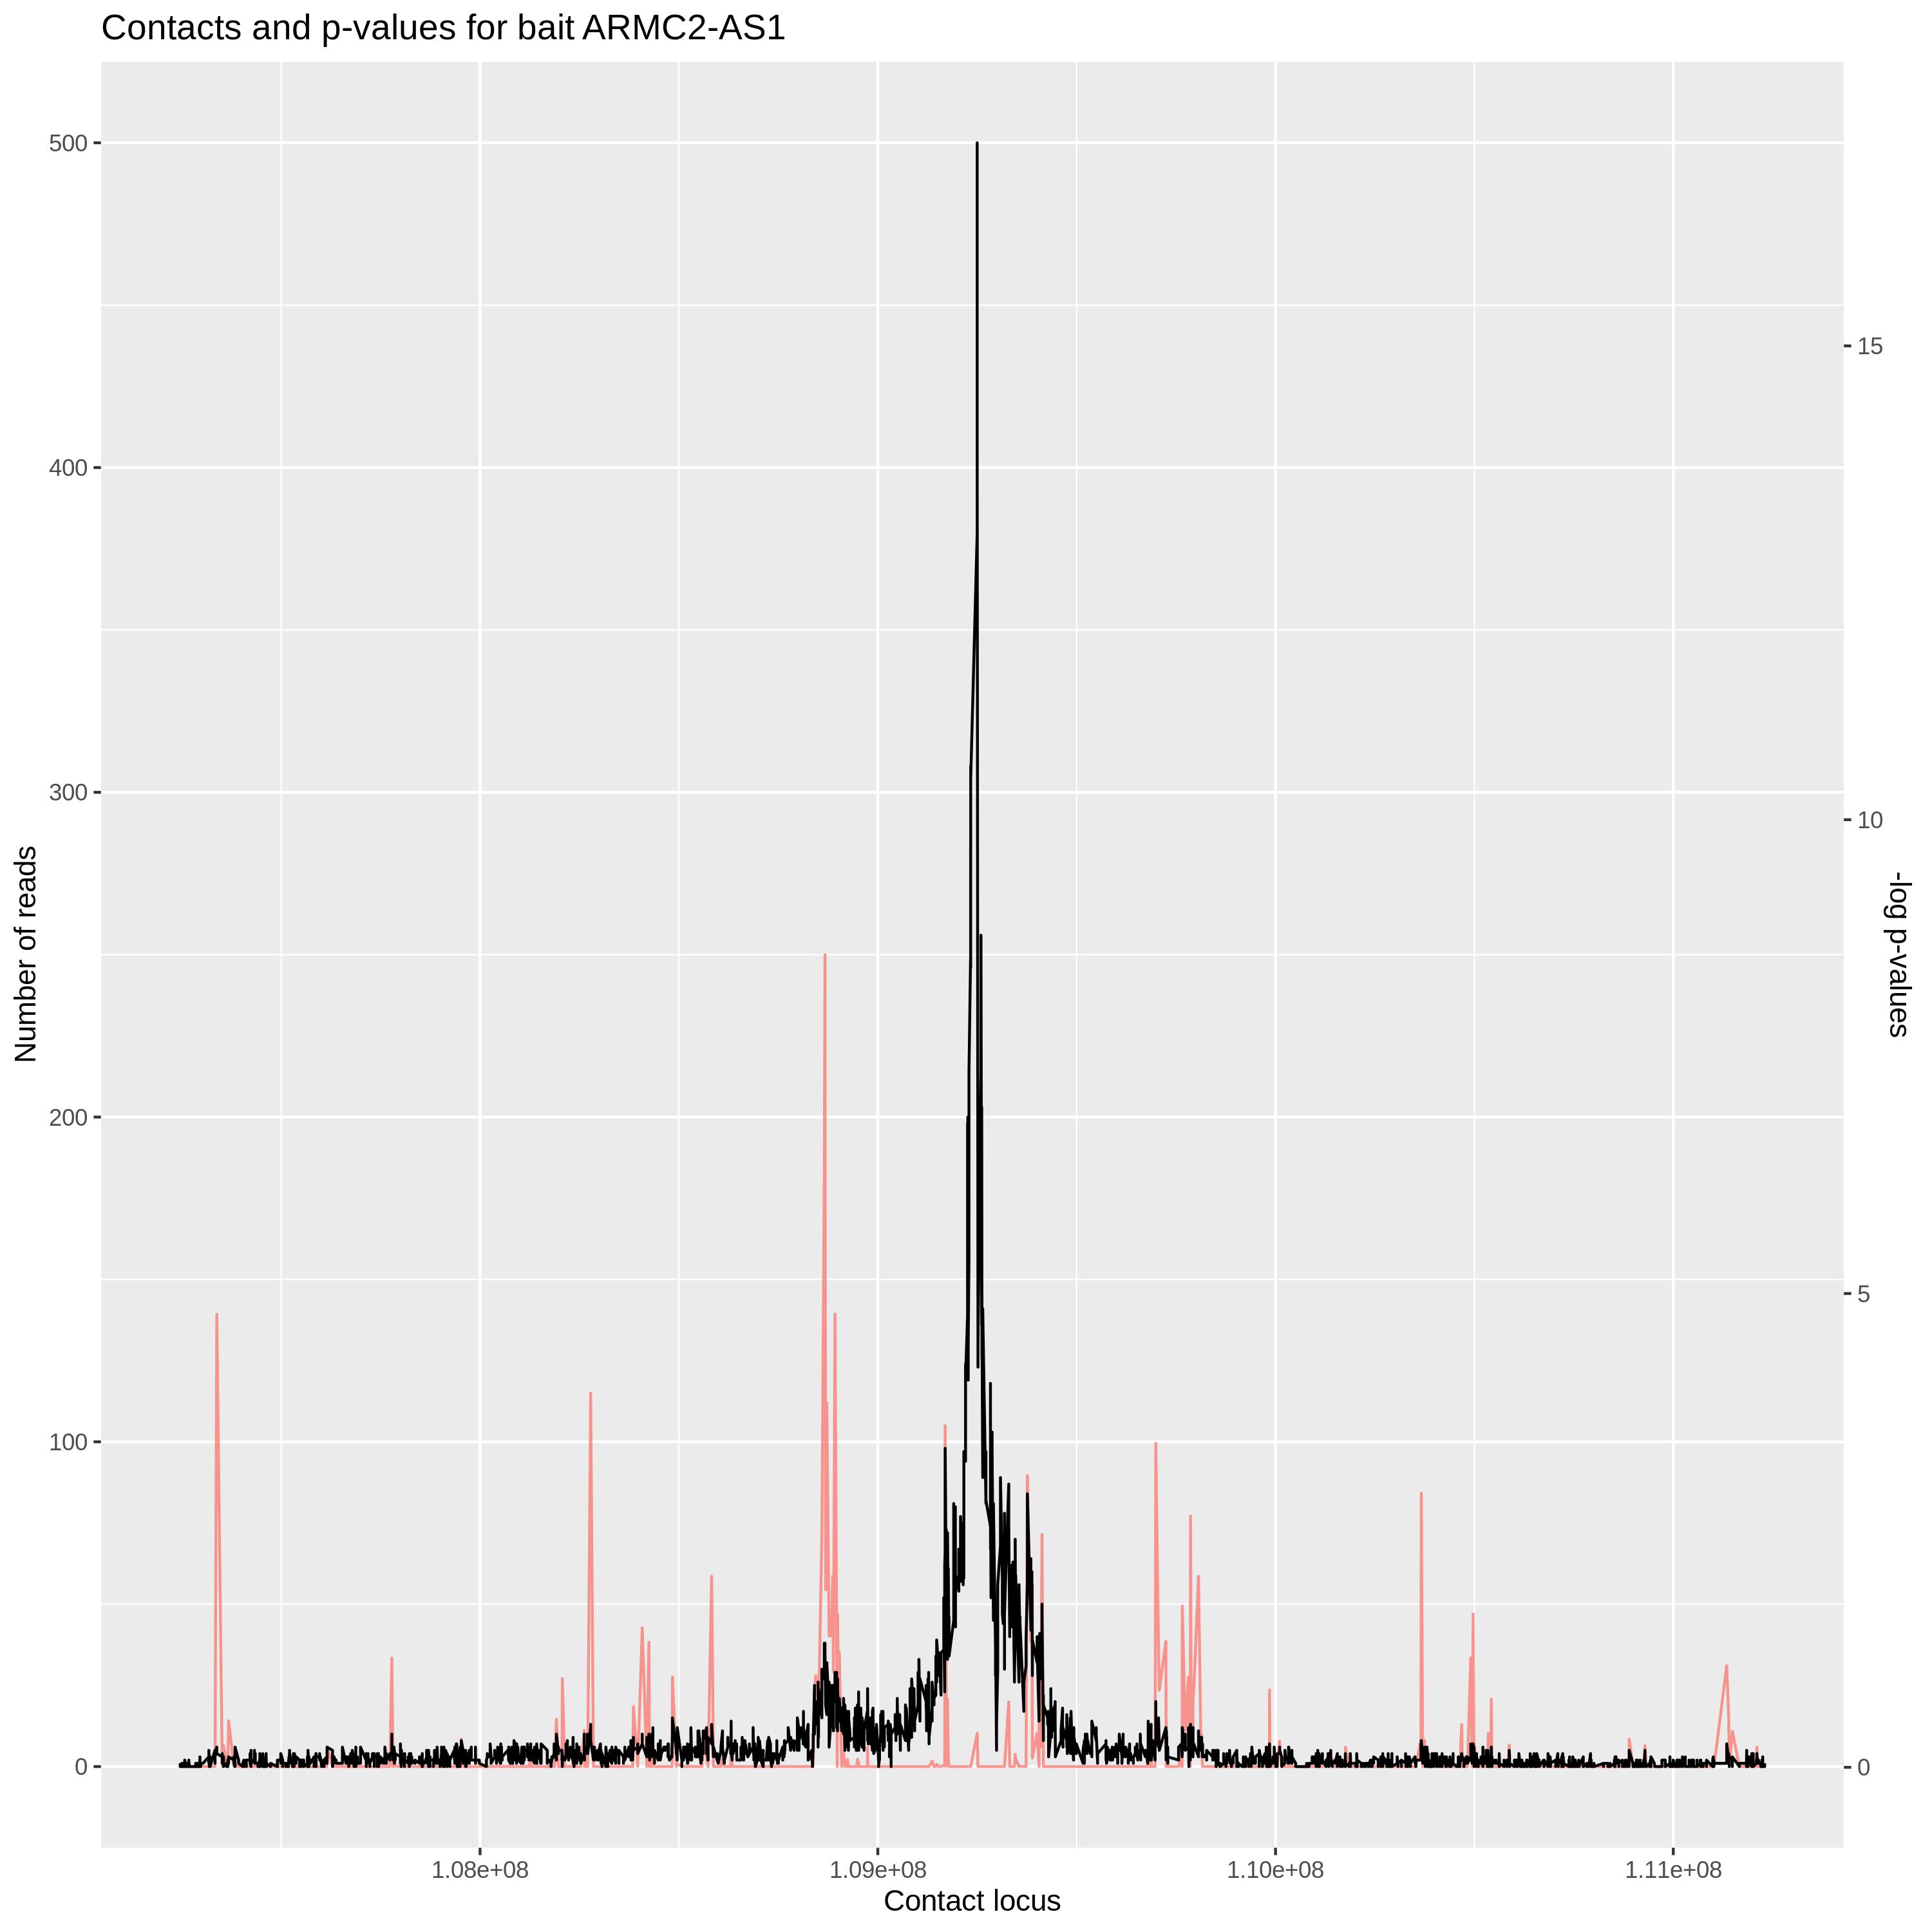 Contacts and p-values for bait ARMC2-AS1
500
400
300
200
100
0
Number of reads
15
10
5
0
-log p-values
1.08e+08 1.09e+08 1.10e+08 1.11e+08
Contact locus